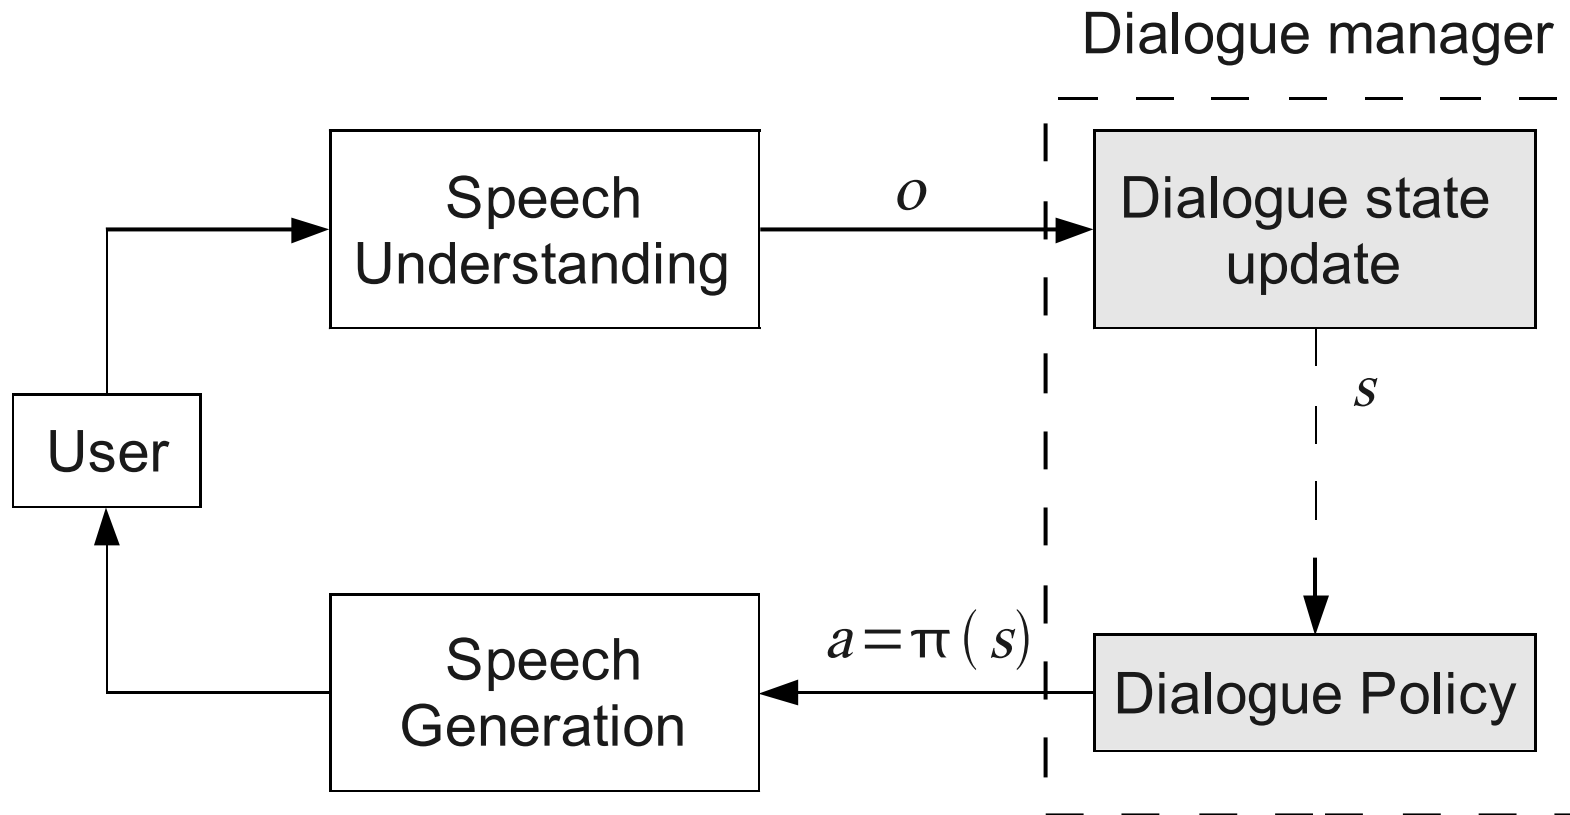 Dialogue manager
Speech
Understanding
o
Dialogue state
update
s
User
Speech
Generation
a=π(s)
Dialogue Policy